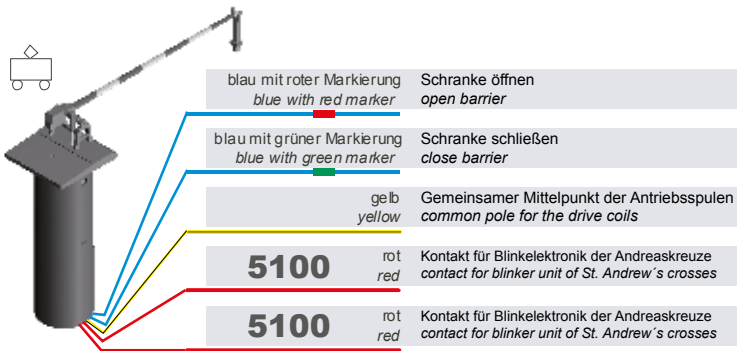 blau mit roter Markierung Schranke öffnen
blue with red marker open barrier
blau mit grüner Markierung Schranke schließen
blue with green marker close barrier
gelb Gemeinsamer Mittelpunkt der Antriebsspulen
yellow common pole for the drive coils
5100 rot Kontakt für Blinkelektronik der Andreaskreuze
red contact for blinker unit of St. Andrew´s crosses
5100 rot Kontakt für Blinkelektronik der Andreaskreuze
red contact for blinker unit of St. Andrew´s crosses